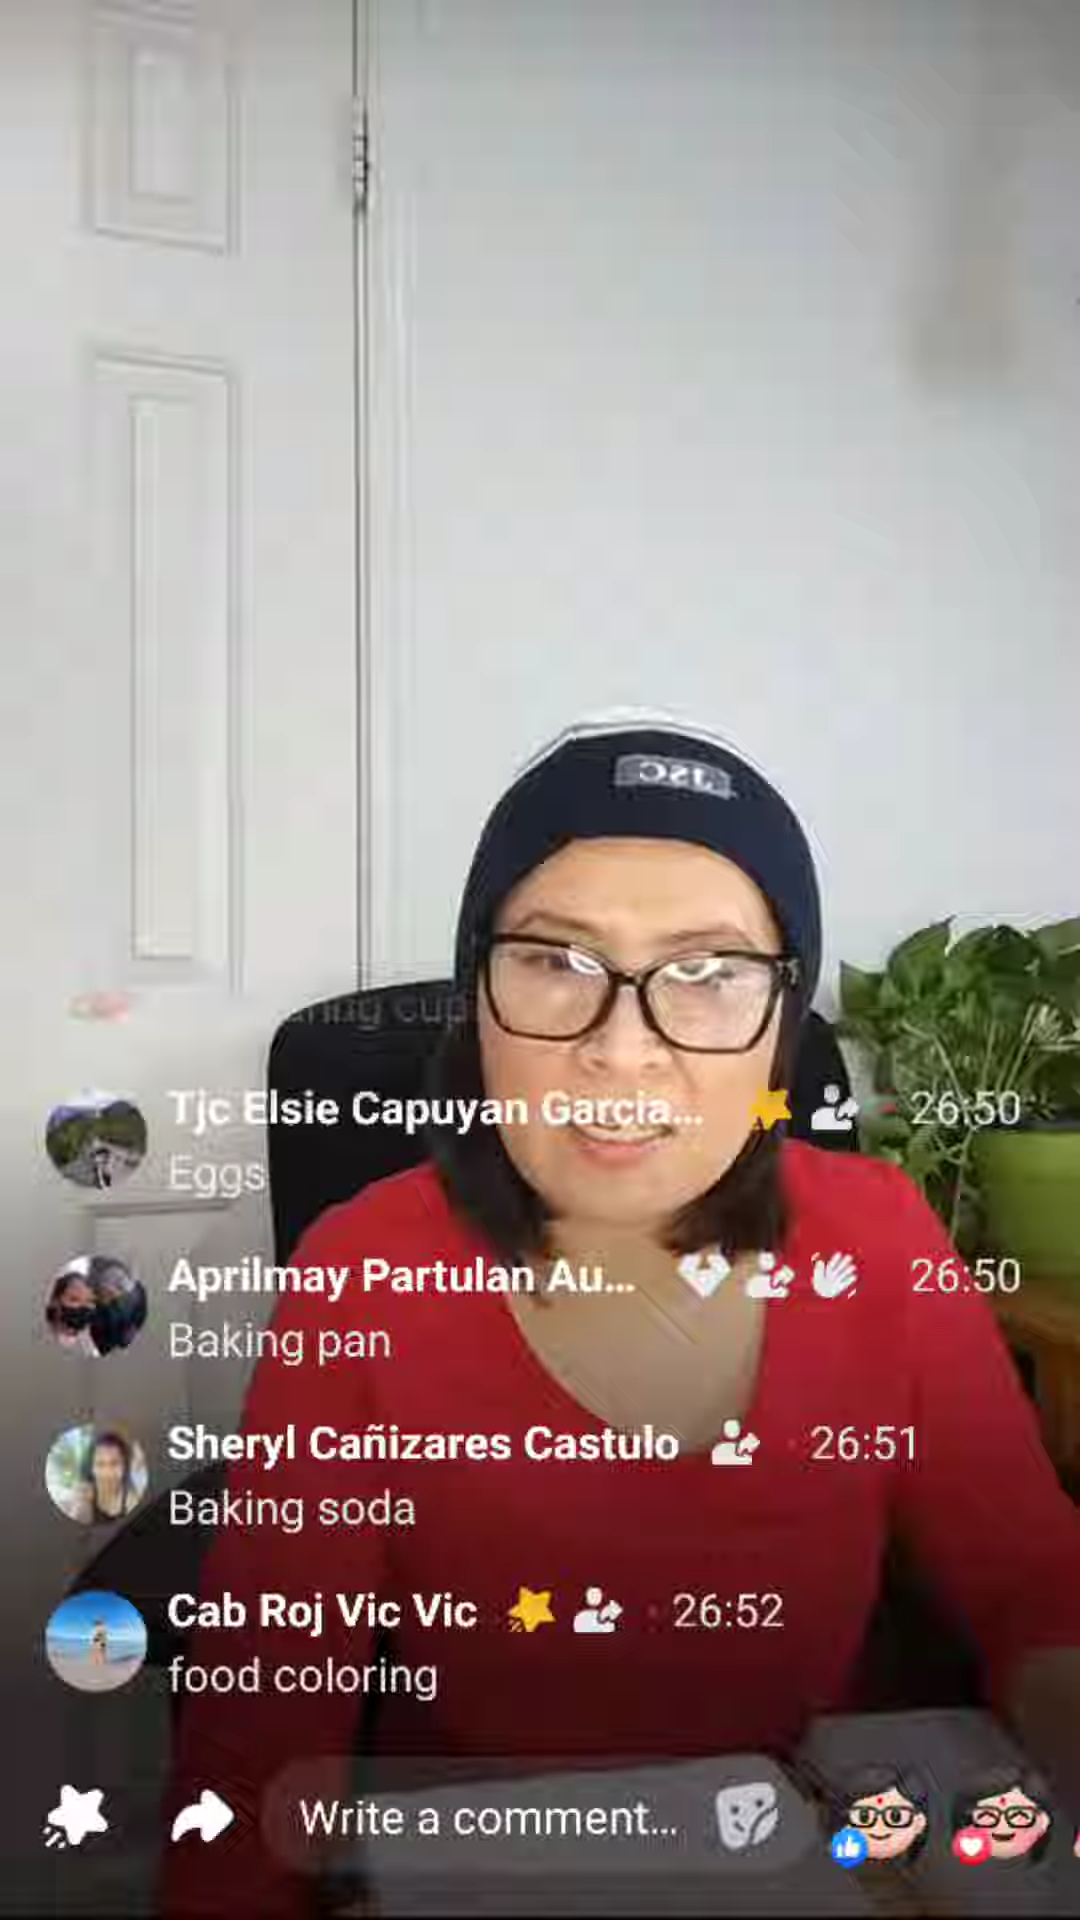 JSC
Tjc Elsie Capuyan Garcia... 26:50
Eggs
Aprilmay Partulan Au... 26:50
Baking pan
Sheryl Cañizares Castulo 26:51
Baking soda
Cab Roj Vic Vic 26:52
food coloring
Write a comment...